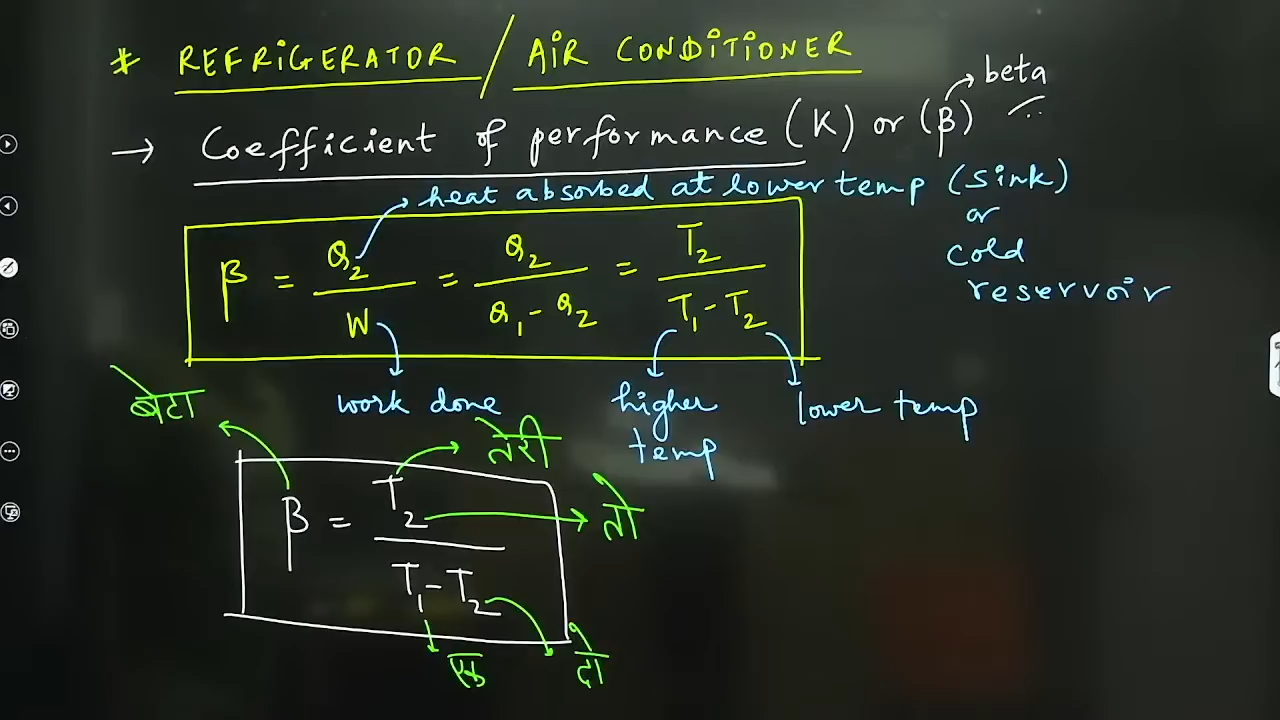 * REFRIGERATOR / AIR CONDITIONER
→ Coefficient of performance (K) or (β) → beta
heat absorbed at lower temp (sink)
or
cold
reservoir
β = Q₂/W = Q₂/(Q₁ - Q₂) = T₂/(T₁ - T₂)
work done
higher
temp
lower temp
बेटा
तेरी
β = T₂/(T₁ - T₂)
तो
एक
दो